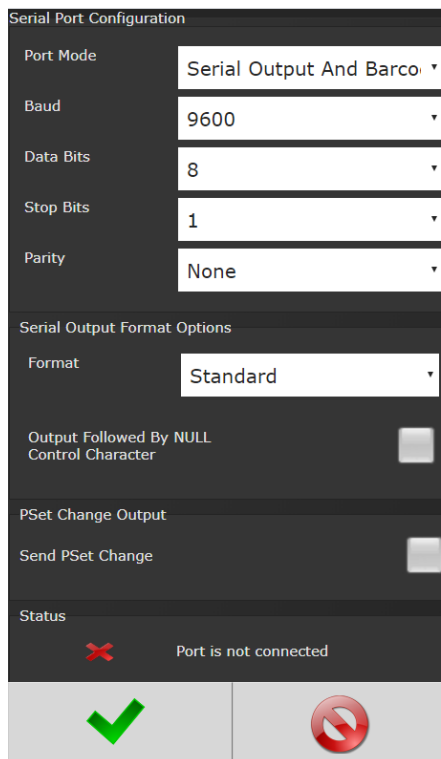 Serial Port Configuration
Port Mode
Serial Output And Barco
Baud
9600
Data Bits
8
Stop Bits
1
Parity
None
Serial Output Format Options
Format
Standard
Output Followed By NULL
Control Character
PSet Change Output
Send PSet Change
Status
Port is not connected